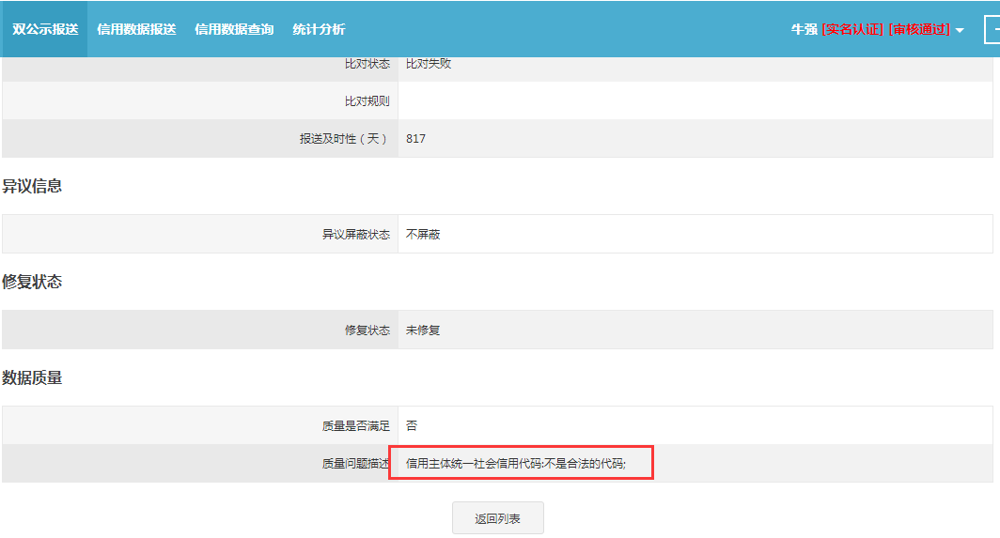 双公示报送 信用数据报送 信用数据查询 统计分析 牛强 [实名认证] [审核通过]
比对状态 比对失败
比对规则
报送及时性（天） 817
异议信息
异议屏蔽状态 不屏蔽
修复状态
修复状态 未修复
数据质量
质量是否满足 否
质量问题描述 信用主体统一社会信用代码:不是合法的代码;
返回列表